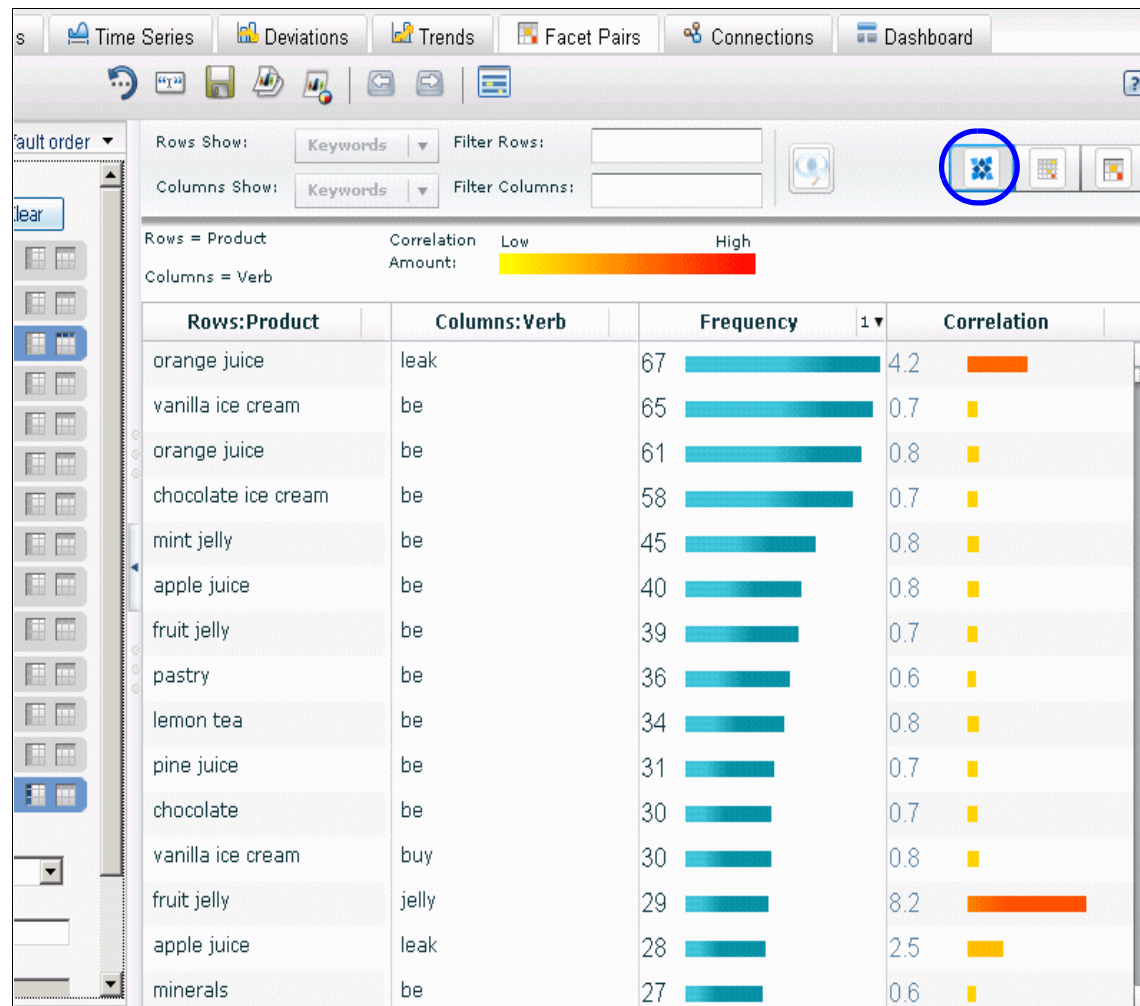 s Time Series Deviations Trends Facet Pairs Connections Dashboard
"I"
?
fault order
Rows Show: Keywords Filter Rows:
Columns Show: Keywords Filter Columns:
Clear
Rows = Product Correlation Amount: Low High
Columns = Verb
Rows:Product Columns:Verb Frequency 1 Correlation
orange juice leak 67 4.2
vanilla ice cream be 65 0.7
orange juice be 61 0.8
chocolate ice cream be 58 0.7
mint jelly be 45 0.8
apple juice be 40 0.8
fruit jelly be 39 0.7
pastry be 36 0.6
lemon tea be 34 0.8
pine juice be 31 0.7
chocolate be 30 0.7
vanilla ice cream buy 30 0.8
fruit jelly jelly 29 8.2
apple juice leak 28 2.5
minerals be 27 0.6